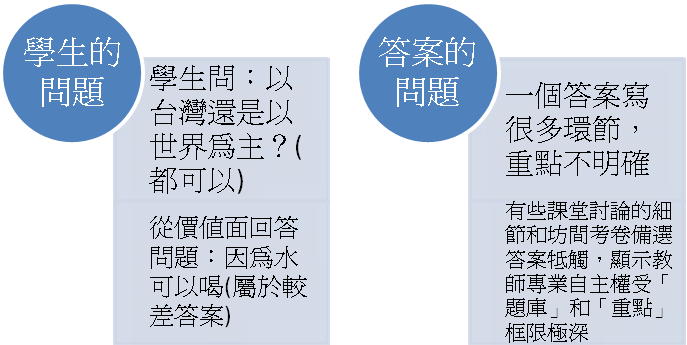 學生的
問題
學生問：以
台灣還是以
世界為主？(
都可以)
從價值面回答
問題：因為水
可以喝(屬於較
差答案)
答案的
問題
一個答案寫
很多環節，
重點不明確
有些課堂討論的細
節和坊間考卷備選
答案牴觸，顯示教
師專業自主權受「
題庫」和「重點」
框限極深